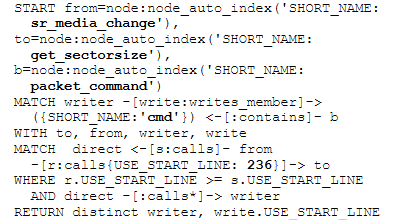 START from=node:node_auto_index('SHORT_NAME:
sr_media_change'),
to=node:node_auto_index('SHORT_NAME:
get_sectorsize'),
b=node:node_auto_index('SHORT_NAME:
packet_command')
MATCH writer -[write:writes_member]->
({SHORT_NAME:'cmd'}) <-[:contains]- b
WITH to, from, writer, write
MATCH direct <-[s:calls]- from
-[r:calls{USE_START_LINE: 236}]-> to
WHERE r.USE_START_LINE >= s.USE_START_LINE
AND direct -[:calls*]-> writer
RETURN distinct writer, write.USE_START_LINE